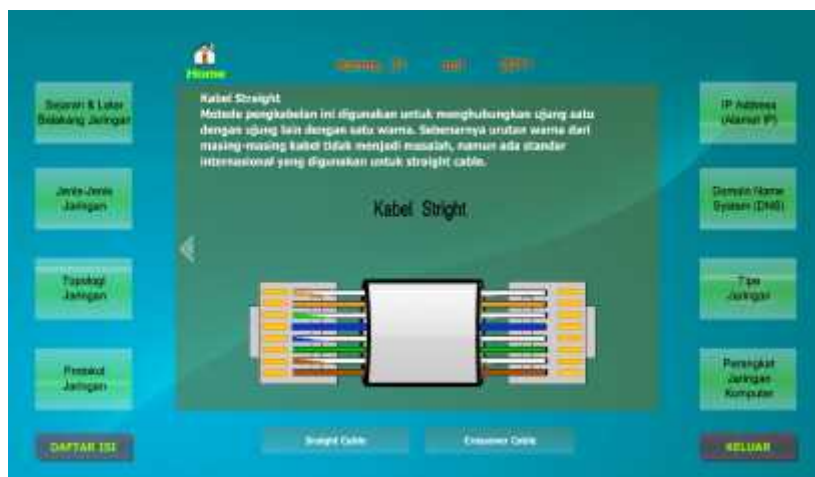 Home
Kabel Straight
Metode pengkabelan ini digunakan untuk menghubungkan ujung satu
dengan ujung lain dengan satu warna. Sebenarnya urutan warna dari
masing-masing kabel tidak menjadi masalah, namun ada standar
internasional yang digunakan untuk straight cable.
Kabel Stright
Sejarah & Latar
Belakang Jaringan
Jenis-Jenis
Jaringan
Topologi
Jaringan
Protokol
Jaringan
DAFTAR ISI
Straight Cable
Crossover Cable
IP Address
(Alamat IP)
Domain Name
System (DNS)
Tipe
Jaringan
Perangkat
Jaringan
Komputer
KELUAR